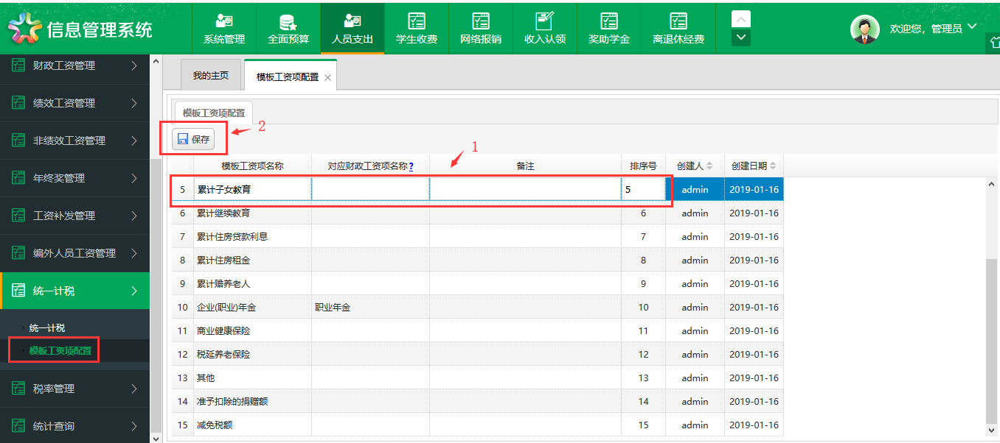 信息管理系统
系统管理 全面预算 人员支出 学生收费 网络报销 收入认领 奖助学金 离退休经费
欢迎您，管理员
财政工资管理
绩效工资管理
非绩效工资管理
年终奖管理
工资补发管理
编外人员工资管理
统一计税
统一计税
模板工资项配置
税率管理
统计查询
我的主页 模板工资项配置
模板工资项配置
保存 2
1
模板工资项名称 对应财政工资项名称? 备注 排序号 创建人 创建日期
5 累计子女教育 5 admin 2019-01-16
6 累计继续教育 6 admin 2019-01-16
7 累计住房贷款利息 7 admin 2019-01-16
8 累计住房租金 8 admin 2019-01-16
9 累计赡养老人 9 admin 2019-01-16
10 企业(职业)年金 职业年金 10 admin 2019-01-16
11 商业健康保险 11 admin 2019-01-16
12 税延养老保险 12 admin 2019-01-16
13 其他 13 admin 2019-01-16
14 准予扣除的捐赠额 14 admin 2019-01-16
15 减免税额 15 admin 2019-01-16